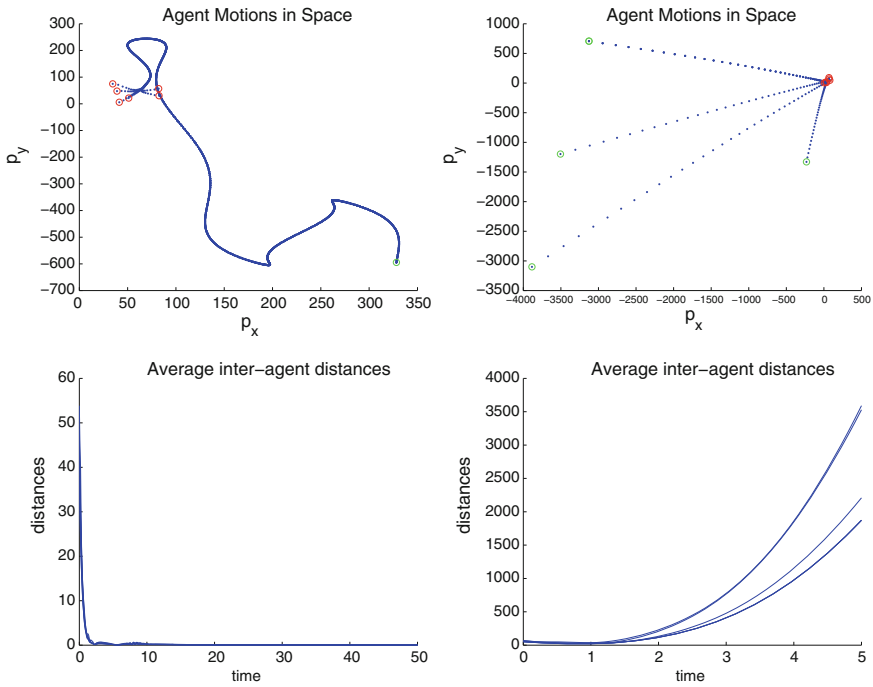 Agent Motions in Space
300
200
100
0
−100
−200
−300
−400
−500
−600
−700
p_y
0 50 100 150 200 250 300 350
p_x
Agent Motions in Space
1000
500
0
−500
−1000
−1500
−2000
−2500
−3000
−3500
p_y
−4000 −3500 −3000 −2500 −2000 −1500 −1000 −500 0 500
p_x
Average inter−agent distances
60
50
40
30
20
10
0
distances
0 10 20 30 40 50
time
Average inter−agent distances
4000
3500
3000
2500
2000
1500
1000
500
0
distances
0 1 2 3 4 5
time